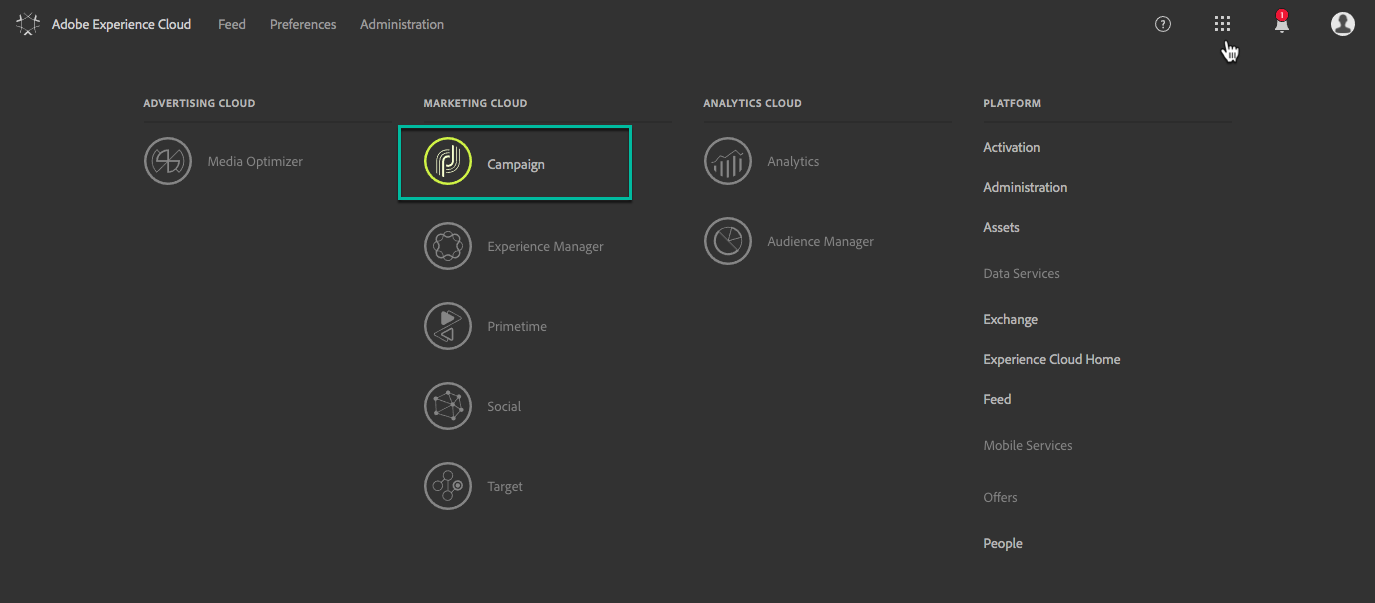 Adobe Experience Cloud Feed Preferences Administration ? 1
ADVERTISING CLOUD
Media Optimizer
MARKETING CLOUD
Campaign
Experience Manager
Primetime
Social
Target
ANALYTICS CLOUD
Analytics
Audience Manager
PLATFORM
Activation
Administration
Assets
Data Services
Exchange
Experience Cloud Home
Feed
Mobile Services
Offers
People